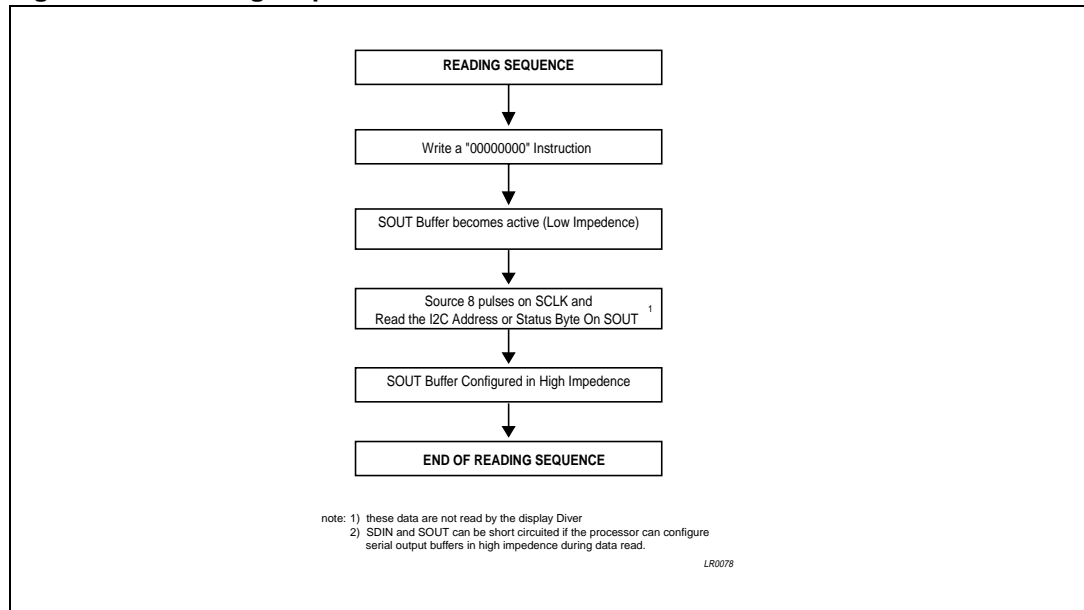 READING SEQUENCE
Write a "00000000" Instruction
SOUT Buffer becomes active (Low Impedence)
Source 8 pulses on SCLK and
Read the I2C Address or Status Byte On SOUT 1
SOUT Buffer Configured in High Impedence
END OF READING SEQUENCE
note: 1) these data are not read by the display Diver
2) SDIN and SOUT can be short circuited if the processor can configure
serial output buffers in high impedence during data read.
LR0078